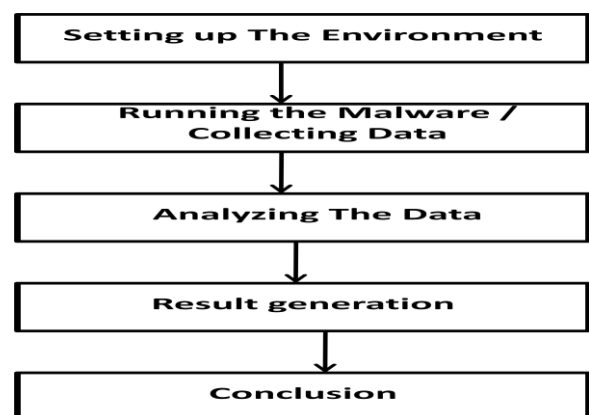 Setting up The Environment
Running the Malware /
Collecting Data
Analyzing The Data
Result generation
Conclusion